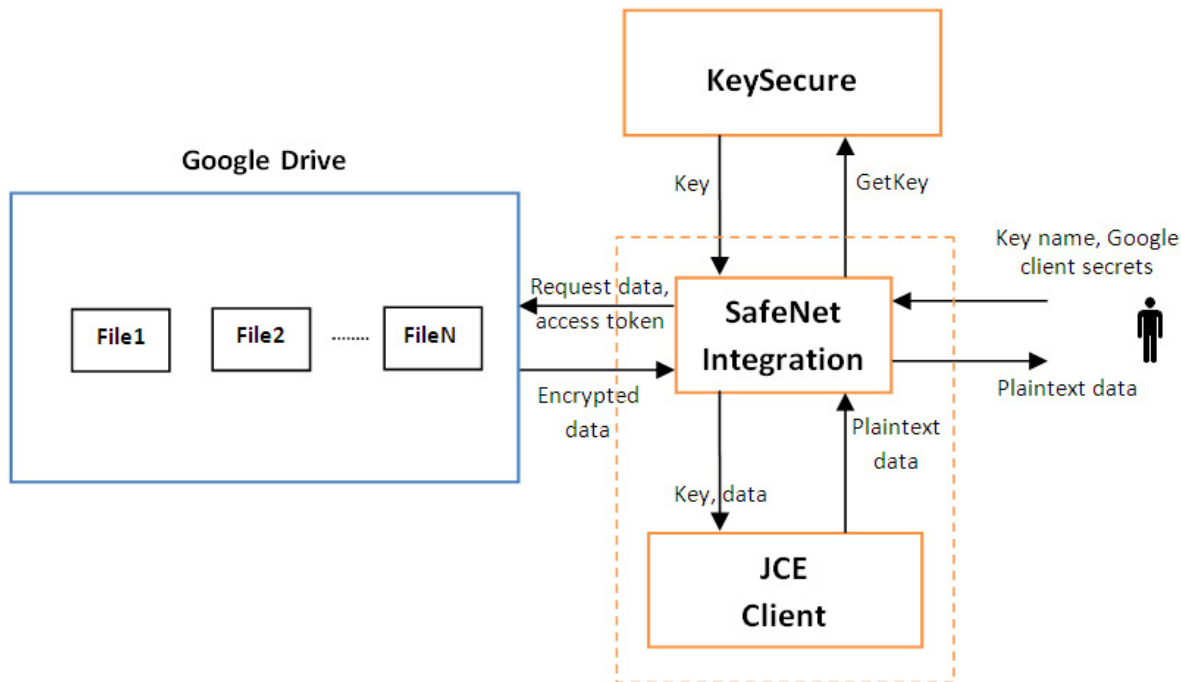 KeySecure
Google Drive
Key
GetKey
Key name, Google
client secrets
Request data,
access token
SafeNet
Integration
File1
File2
........
FileN
Encrypted
data
Plaintext data
Plaintext
data
Key, data
JCE
Client